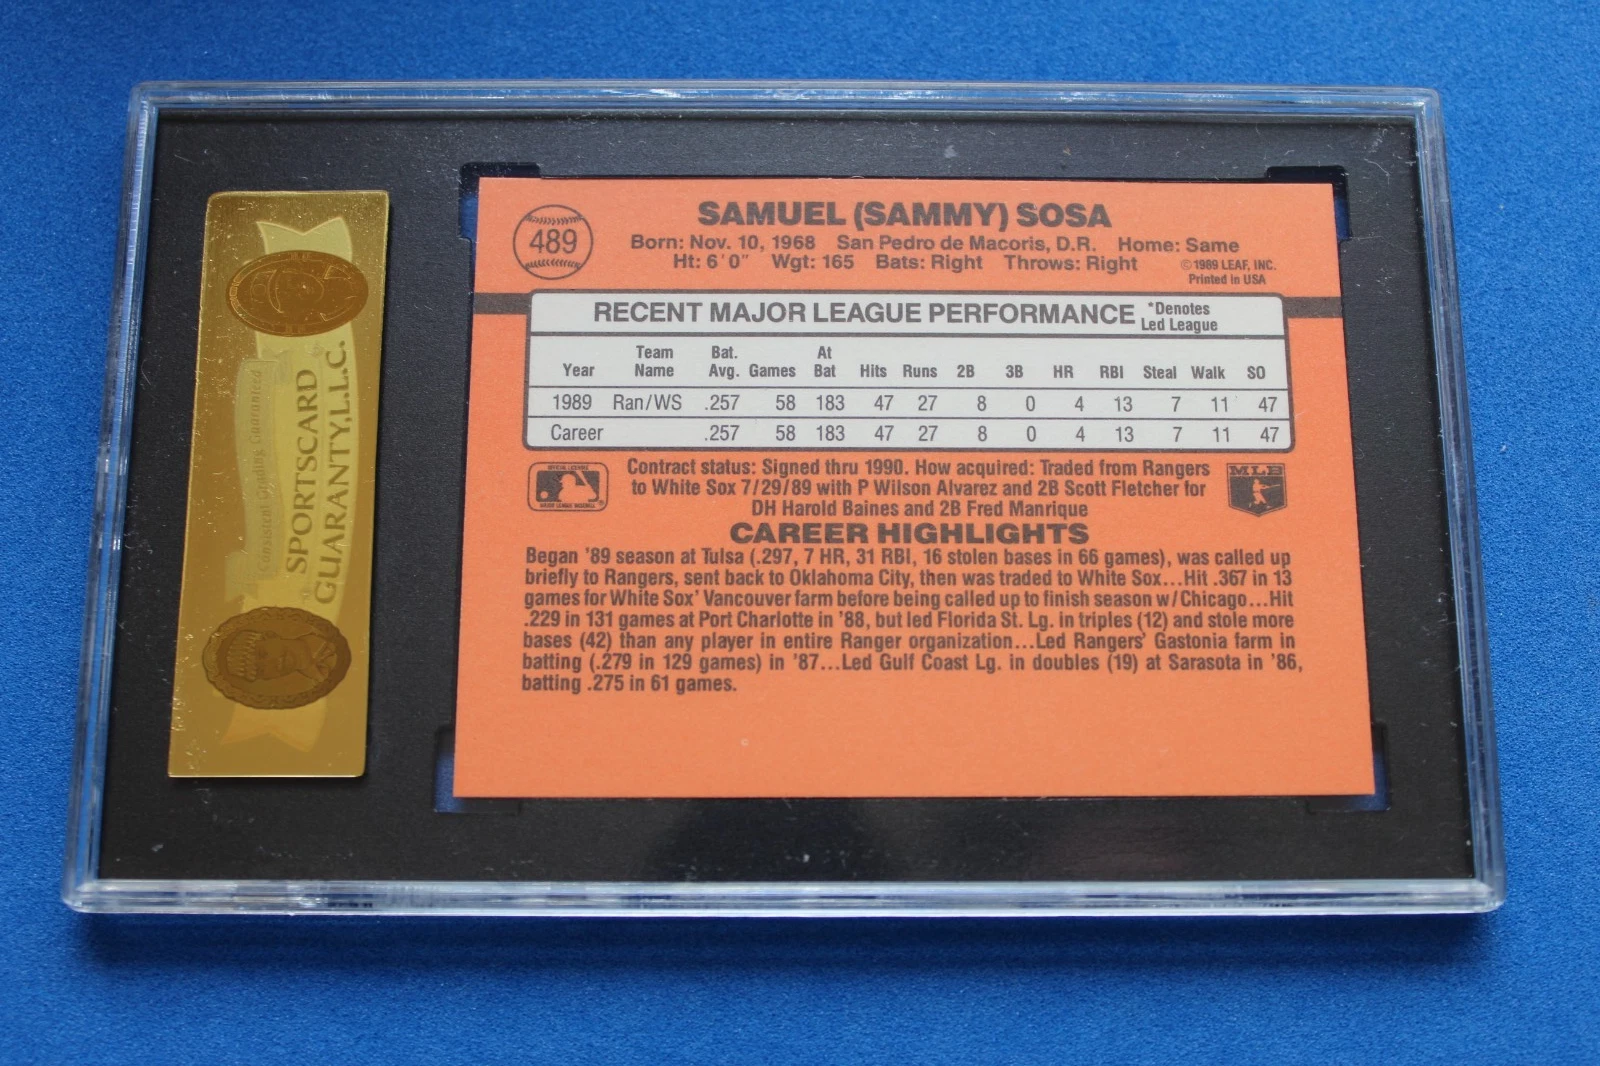 489
SAMUEL (SAMMY) SOSA
Born: Nov. 10, 1968 San Pedro de Macoris, D.R. Home: Same
Ht: 6'0" Wgt: 165 Bats: Right Throws: Right
©1989 LEAF, INC.
Printed in USA
RECENT MAJOR LEAGUE PERFORMANCE *Denotes
Led League
Year Team Name Bat. Avg. Games At Bat Hits Runs 2B 3B HR RBI Steal Walk SO
1989 Ran/WS .257 58 183 47 27 8 0 4 13 7 11 47
Career .257 58 183 47 27 8 0 4 13 7 11 47
Contract status: Signed thru 1990. How acquired: Traded from Rangers
to White Sox 7/29/89 with P Wilson Alvarez and 2B Scott Fletcher for
DH Harold Baines and 2B Fred Manrique
MLB
CAREER HIGHLIGHTS
Began '89 season at Tulsa (.297, 7 HR, 31 RBI, 16 stolen bases in 66 games), was called up
briefly to Rangers, sent back to Oklahoma City, then was traded to White Sox...Hit .367 in 13
games for White Sox' Vancouver farm before being called up to finish season w/Chicago...Hit
.229 in 131 games at Port Charlotte in '88, but led Florida St. Lg. in triples (12) and stole more
bases (42) than any player in entire Ranger organization...Led Rangers' Gastonia farm in
batting (.279 in 129 games) in '87...Led Gulf Coast Lg. in doubles (19) at Sarasota in '86,
batting .275 in 61 games.
Consistent Grading Guaranteed
SPORTSCARD
GUARANTY, L.L.C.